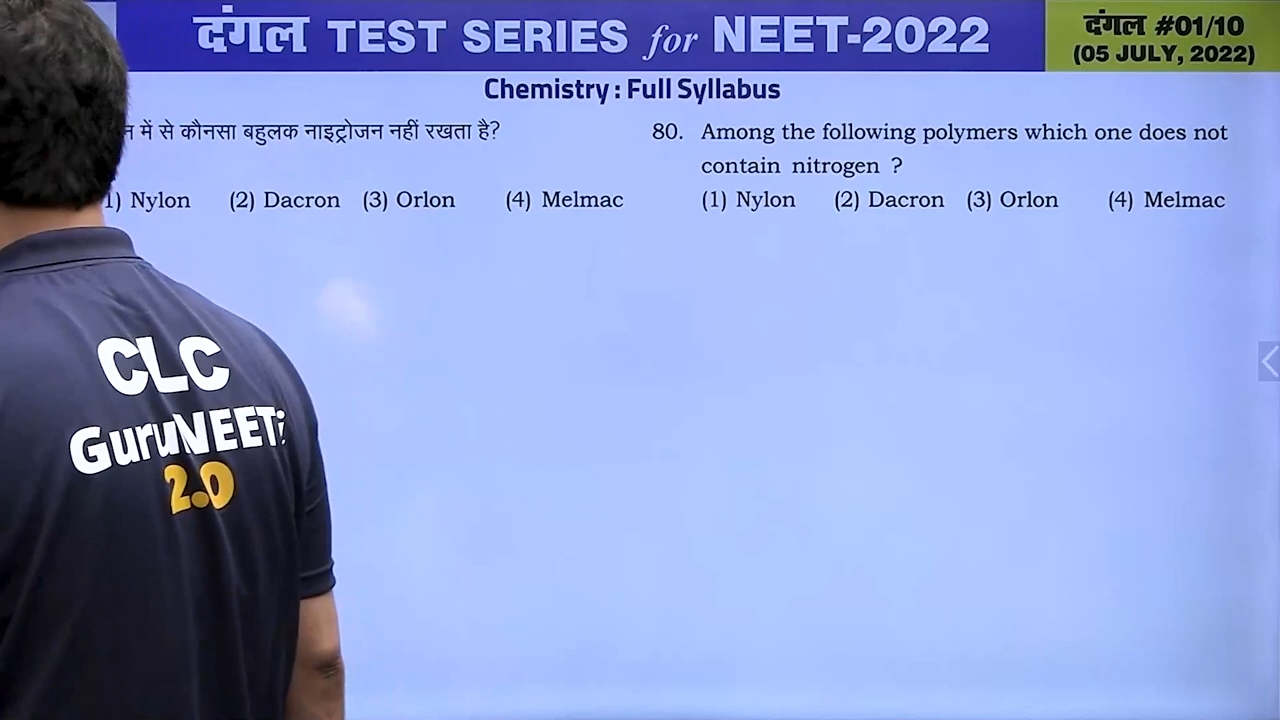 दंगल TEST SERIES for NEET-2022
दंगल #01/10
(05 JULY, 2022)
Chemistry : Full Syllabus
में से कौनसा बहुलक नाइट्रोजन नहीं रखता है?
1) Nylon (2) Dacron (3) Orlon (4) Melmac
80. Among the following polymers which one does not
contain nitrogen ?
(1) Nylon (2) Dacron (3) Orlon (4) Melmac
CLC
GuruNEETi
2.0